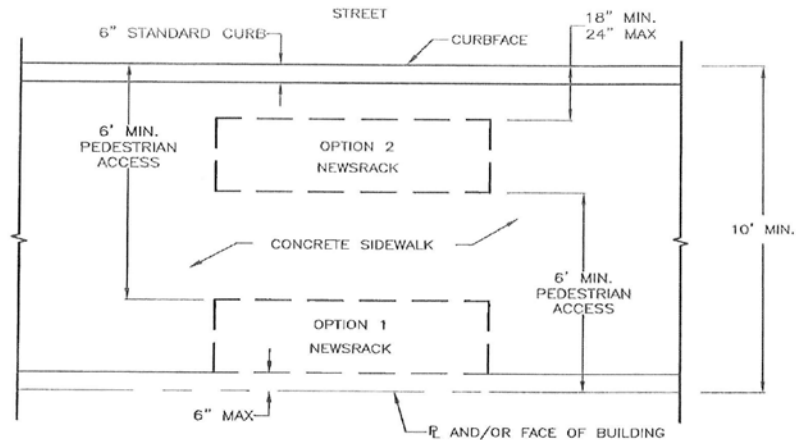 STREET
6" STANDARD CURB
CURBFACE
18" MIN.
24" MAX
6' MIN.
PEDESTRIAN
ACCESS
OPTION 2
NEWSRACK
10' MIN.
CONCRETE SIDEWALK
6' MIN.
PEDESTRIAN
ACCESS
OPTION 1
NEWSRACK
6" MAX
℄ AND/OR FACE OF BUILDING